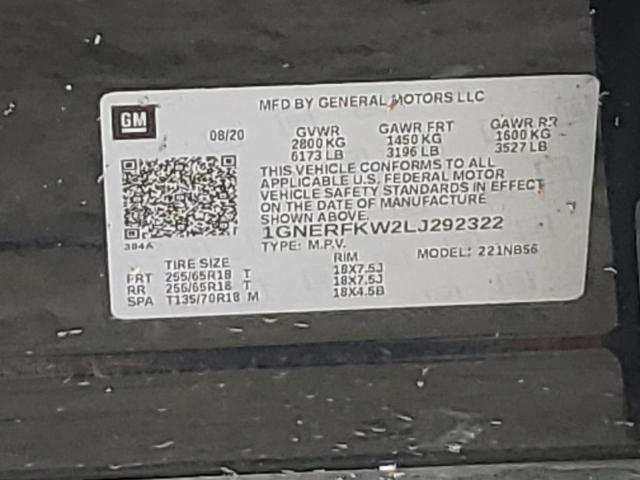 MFD BY GENERAL MOTORS LLC
GM
08/20 GVWR GAWR FRT GAWR RR
2800 KG 1450 KG 1600 KG
6173 LB 3196 LB 3527 LB
THIS VEHICLE CONFORMS TO ALL
APPLICABLE U.S. FEDERAL MOTOR
VEHICLE SAFETY STANDARDS IN EFFECT
ON THE DATE OF MANUFACTURE
SHOWN ABOVE.
1GNERFKW2LJ292322
384A TYPE: M.P.V. MODEL: 221NB56
TIRE SIZE RIM
FRT 255/65R18 T 18X7.5J
RR 255/65R18 T 18X7.5J
SPA T135/70R18 M 18X4.5B